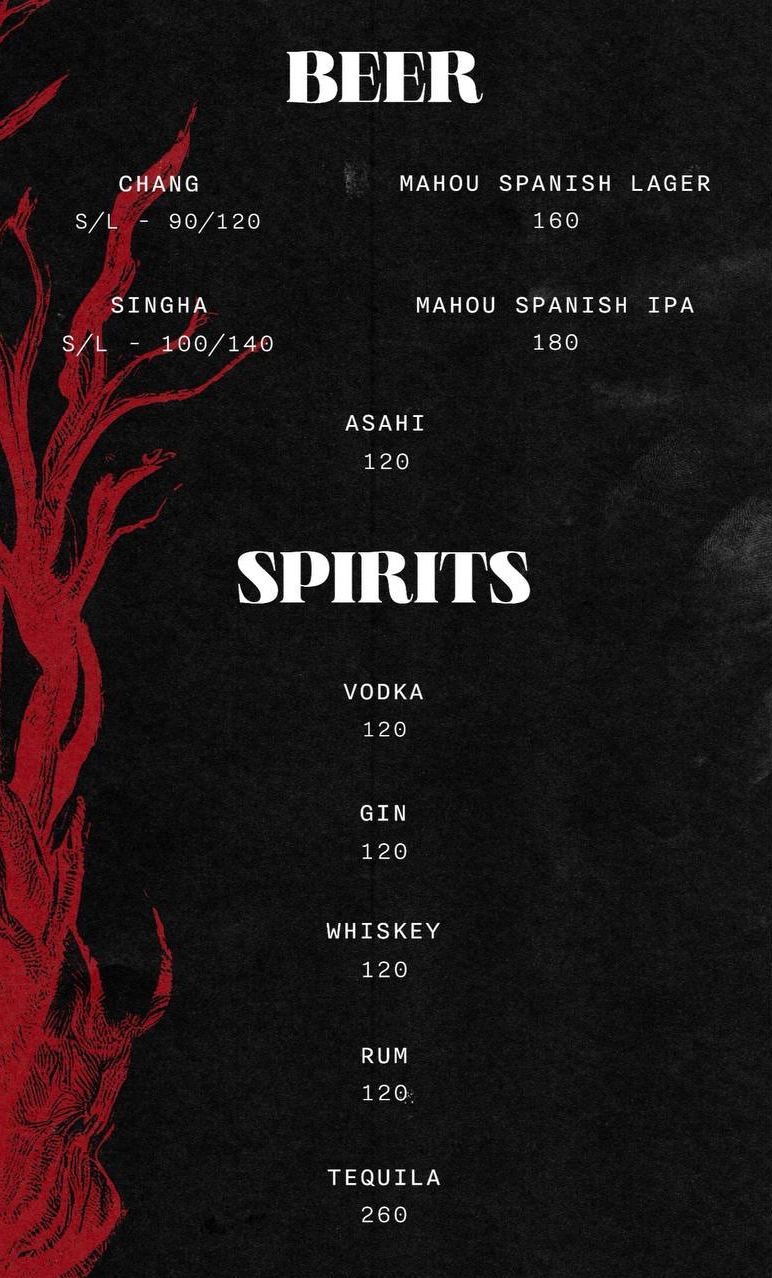 BEER
CHANG
S/L - 90/120
MAHOU SPANISH LAGER
160
SINGHA
S/L - 100/140
MAHOU SPANISH IPA
180
ASAHI
120
SPIRITS
VODKA
120
GIN
120
WHISKEY
120
RUM
120
TEQUILA
260